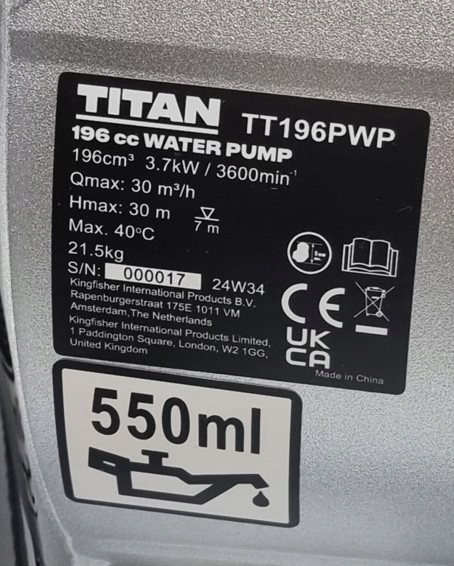 TITAN TT196PWP
196 cc WATER PUMP
196cm³ 3.7kW / 3600min⁻¹
Qmax: 30 m³/h
Hmax: 30 m
7 m
Max. 40°C
21.5kg
S/N: 000017 24W34
Kingfisher International Products B.V.
Rapenburgerstraat 175E 1011 VM
Amsterdam,The Netherlands
Kingfisher International Products Limited,
1 Paddington Square, London, W2 1GG,
United Kingdom
CE
UK
CA
Made in China
550ml